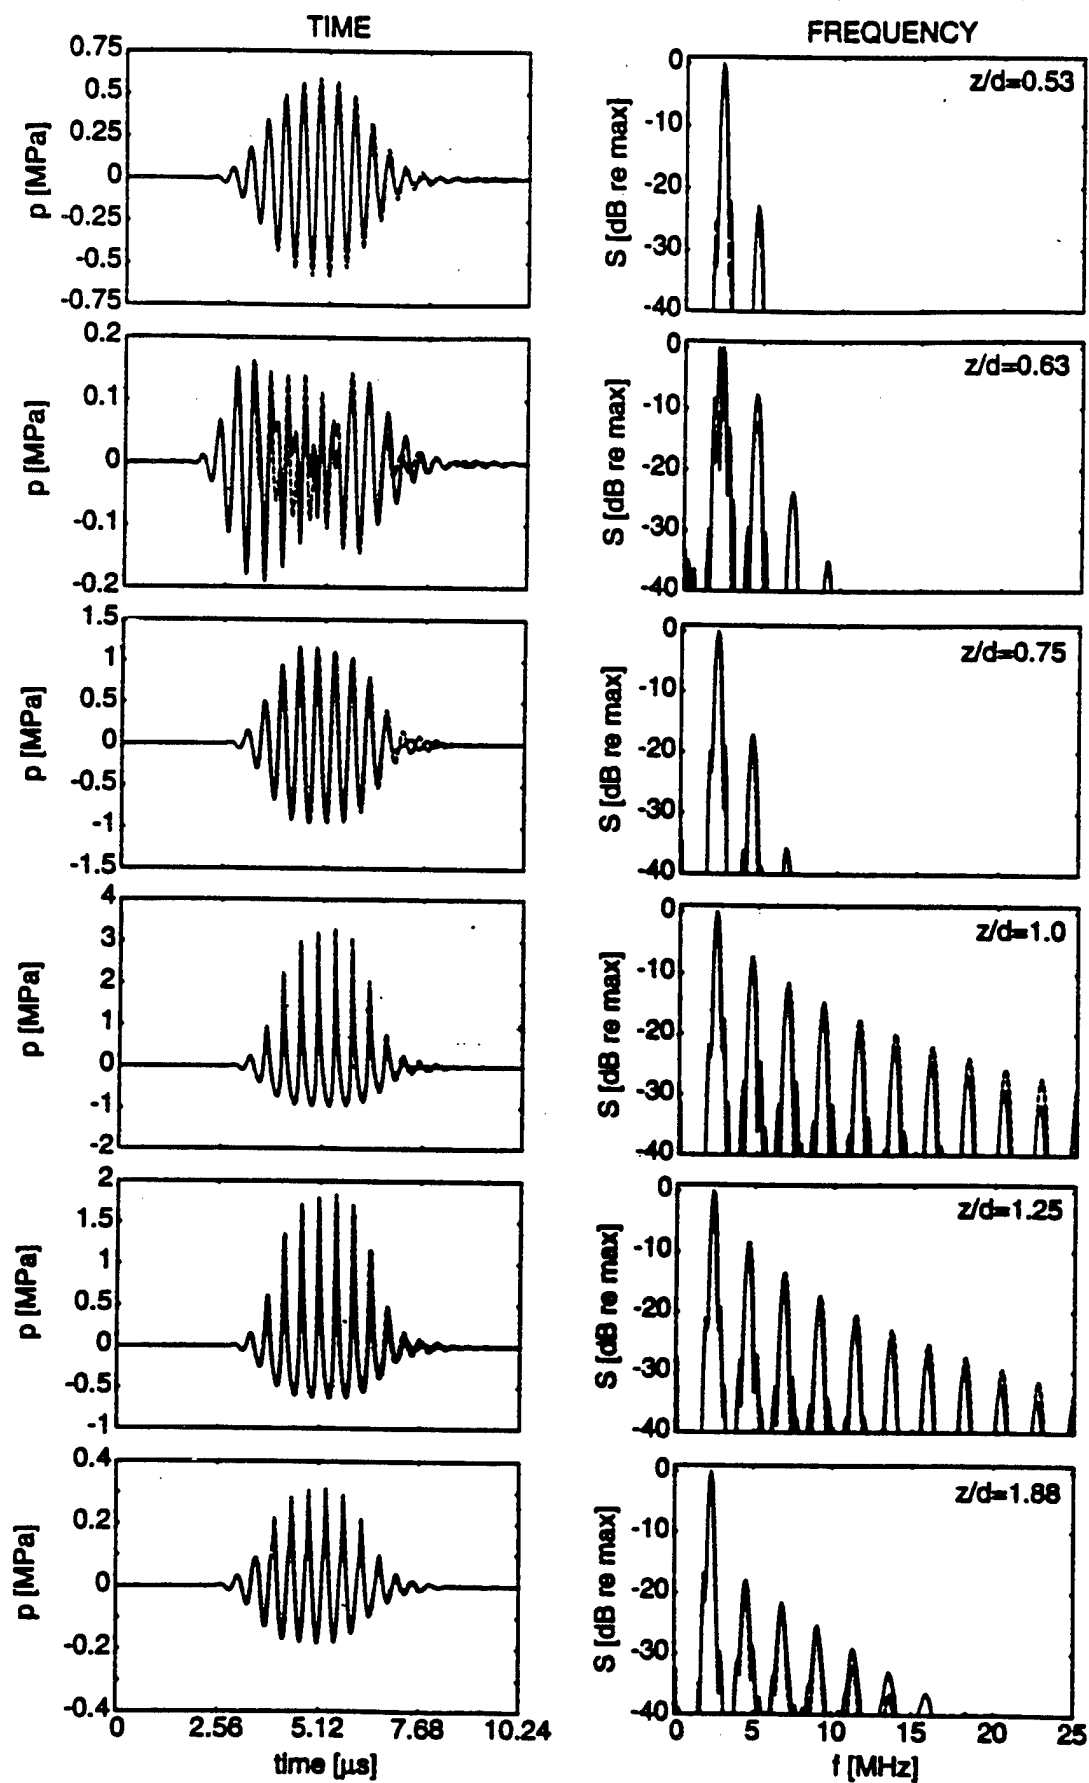 TIME
FREQUENCY
0.75
0.5
0.25
0
-0.25
-0.5
-0.75
p [MPa]
0
-10
-20
-30
-40
S [dB re max]
z/d=0.53
0.2
0.1
0
-0.1
-0.2
p [MPa]
0
-10
-20
-30
-40
S [dB re max]
z/d=0.63
1.5
1
0.5
0
-0.5
-1
-1.5
p [MPa]
0
-10
-20
-30
-40
S [dB re max]
z/d=0.75
4
3
2
1
0
-1
-2
p [MPa]
0
-10
-20
-30
-40
S [dB re max]
z/d=1.0
2
1.5
1
0.5
0
-0.5
-1
p [MPa]
0
-10
-20
-30
-40
S [dB re max]
z/d=1.25
0.4
0.2
0
-0.2
-0.4
p [MPa]
0
-10
-20
-30
-40
S [dB re max]
z/d=1.88
0 2.56 5.12 7.68 10.24
time [µs]
0 5 10 15 20 25
f [MHz]